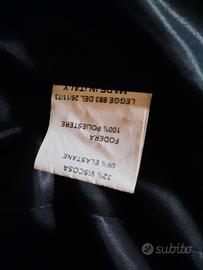 32% VISCOSA
06% ELASTANE
FODERA
100% POLIESTERE
LEGGE 883 DEL 26/11/73
MADE IN ITALY
subito